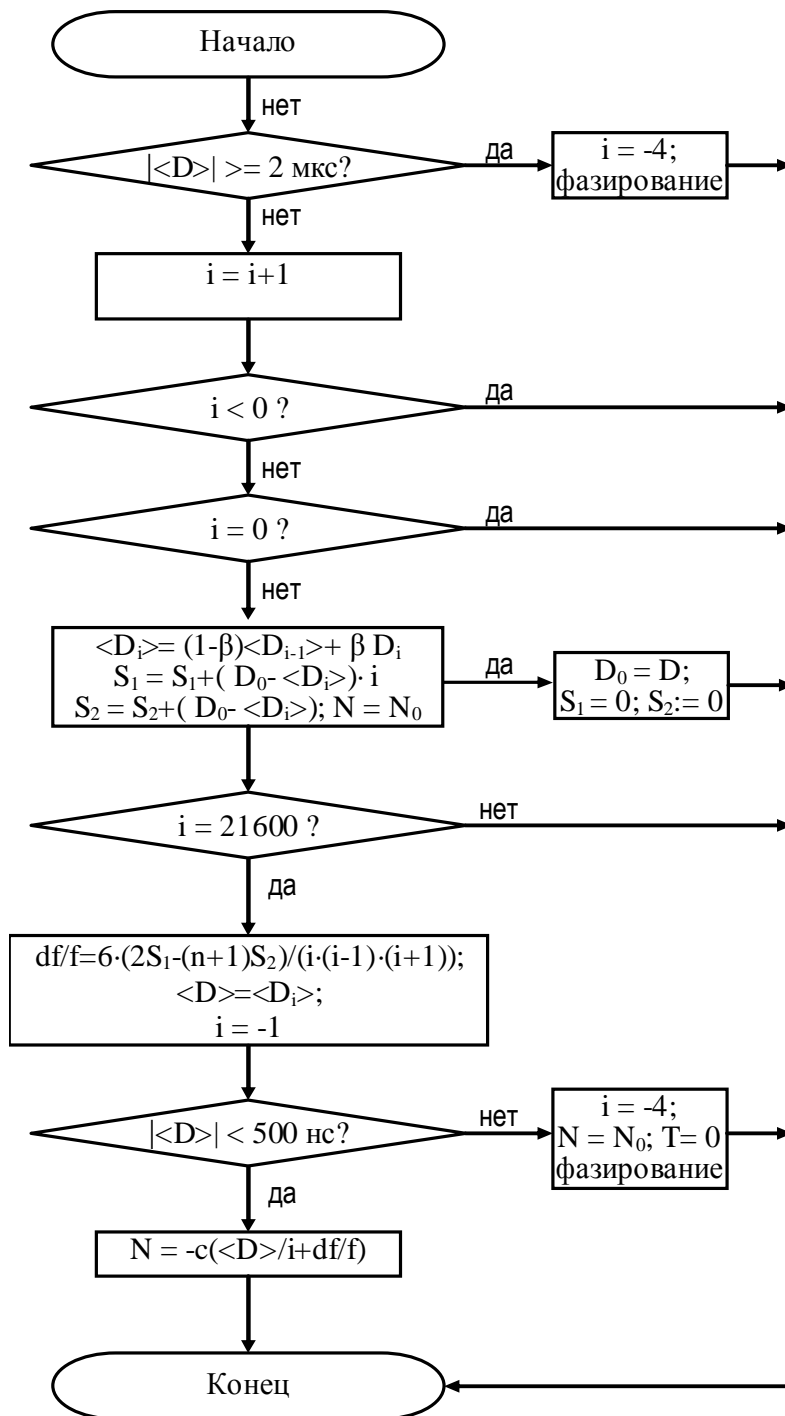 Начало
нет
|<D>| >= 2 мкс?
да
i = -4;
фазирование
нет
i = i+1
i < 0 ?
да
нет
i = 0 ?
да
нет
<Dᵢ>= (1-β)<Dᵢ₋₁>+ β Dᵢ
S₁ = S₁+( D₀- <Dᵢ>)· i
S₂ = S₂+( D₀- <Dᵢ>); N = N₀
да
D₀ = D;
S₁ = 0; S₂:= 0
i = 21600 ?
нет
да
df/f=6·(2S₁-(n+1)S₂)/(i·(i-1)·(i+1));
<D>=<Dᵢ>;
i = -1
|<D>| < 500 нс?
нет
i = -4;
N = N₀; T= 0
фазирование
да
N = -c(<D>/i+df/f)
Конец